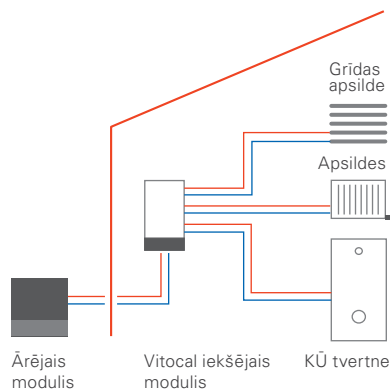 Grīdas
apsilde
Apsildes
Ārējais
modulis
Vitocal iekšējais
modulis
KŪ tvertne